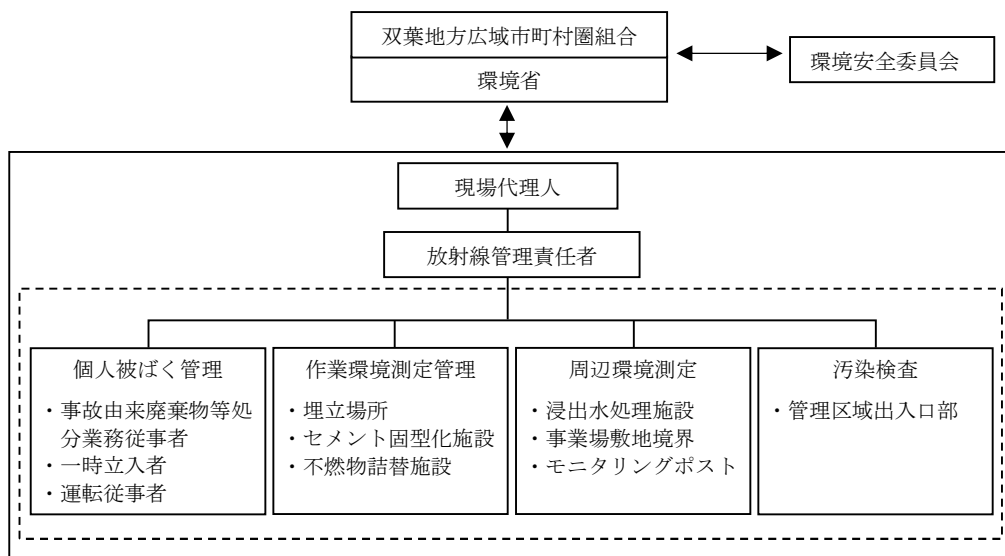 双葉地方広域市町村圏組合
環境省
環境安全委員会
現場代理人
放射線管理責任者
個人被ばく管理
・事故由来廃棄物等処
分業務従事者
・一時立入者
・運転従事者
作業環境測定管理
・埋立場所
・セメント固型化施設
・不燃物詰替施設
周辺環境測定
・浸出水処理施設
・事業場敷地境界
・モニタリングポスト
汚染検査
・管理区域出入口部